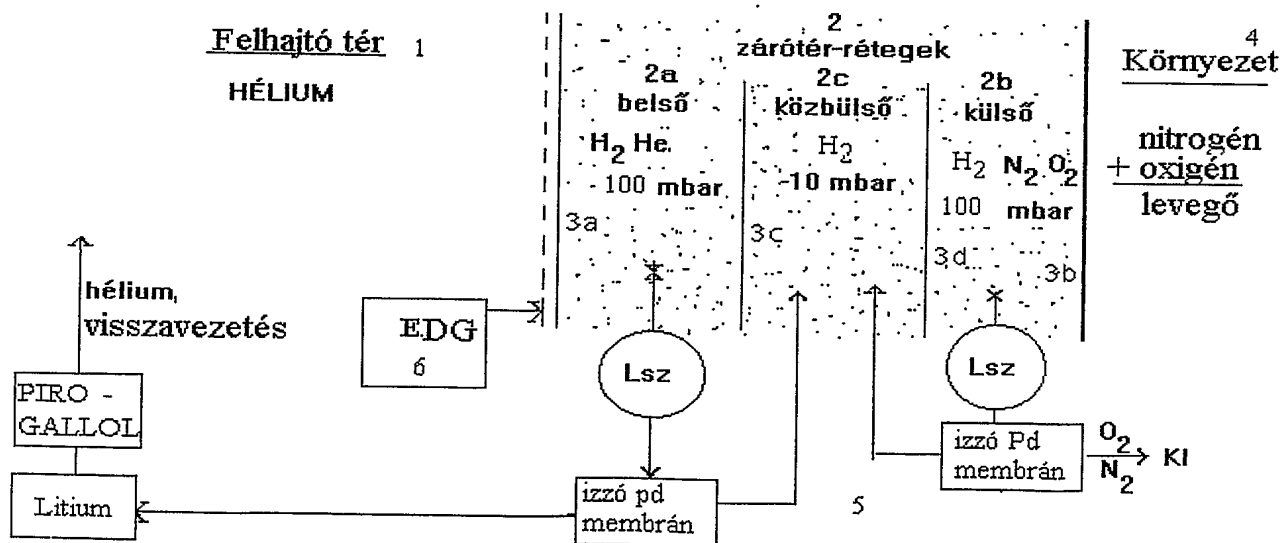 Felhajtó tér 1
HÉLIUM
2
zárótér-rétegek
2a
belső
H₂ He
100 mbar
3a
2c
közbülső
H₂
-10 mbar
3c
2b
külső
H₂ N₂ O₂
100 mbar
3d
3b
4
Környezet
nitrogén
+ oxigén
levegő
hélium,
visszavezetés
EDG
6
Lsz
Lsz
PIRO -
GALLOL
Litium
izzó pd
membrán
5
izzó Pd
membrán
O₂
N₂
KI